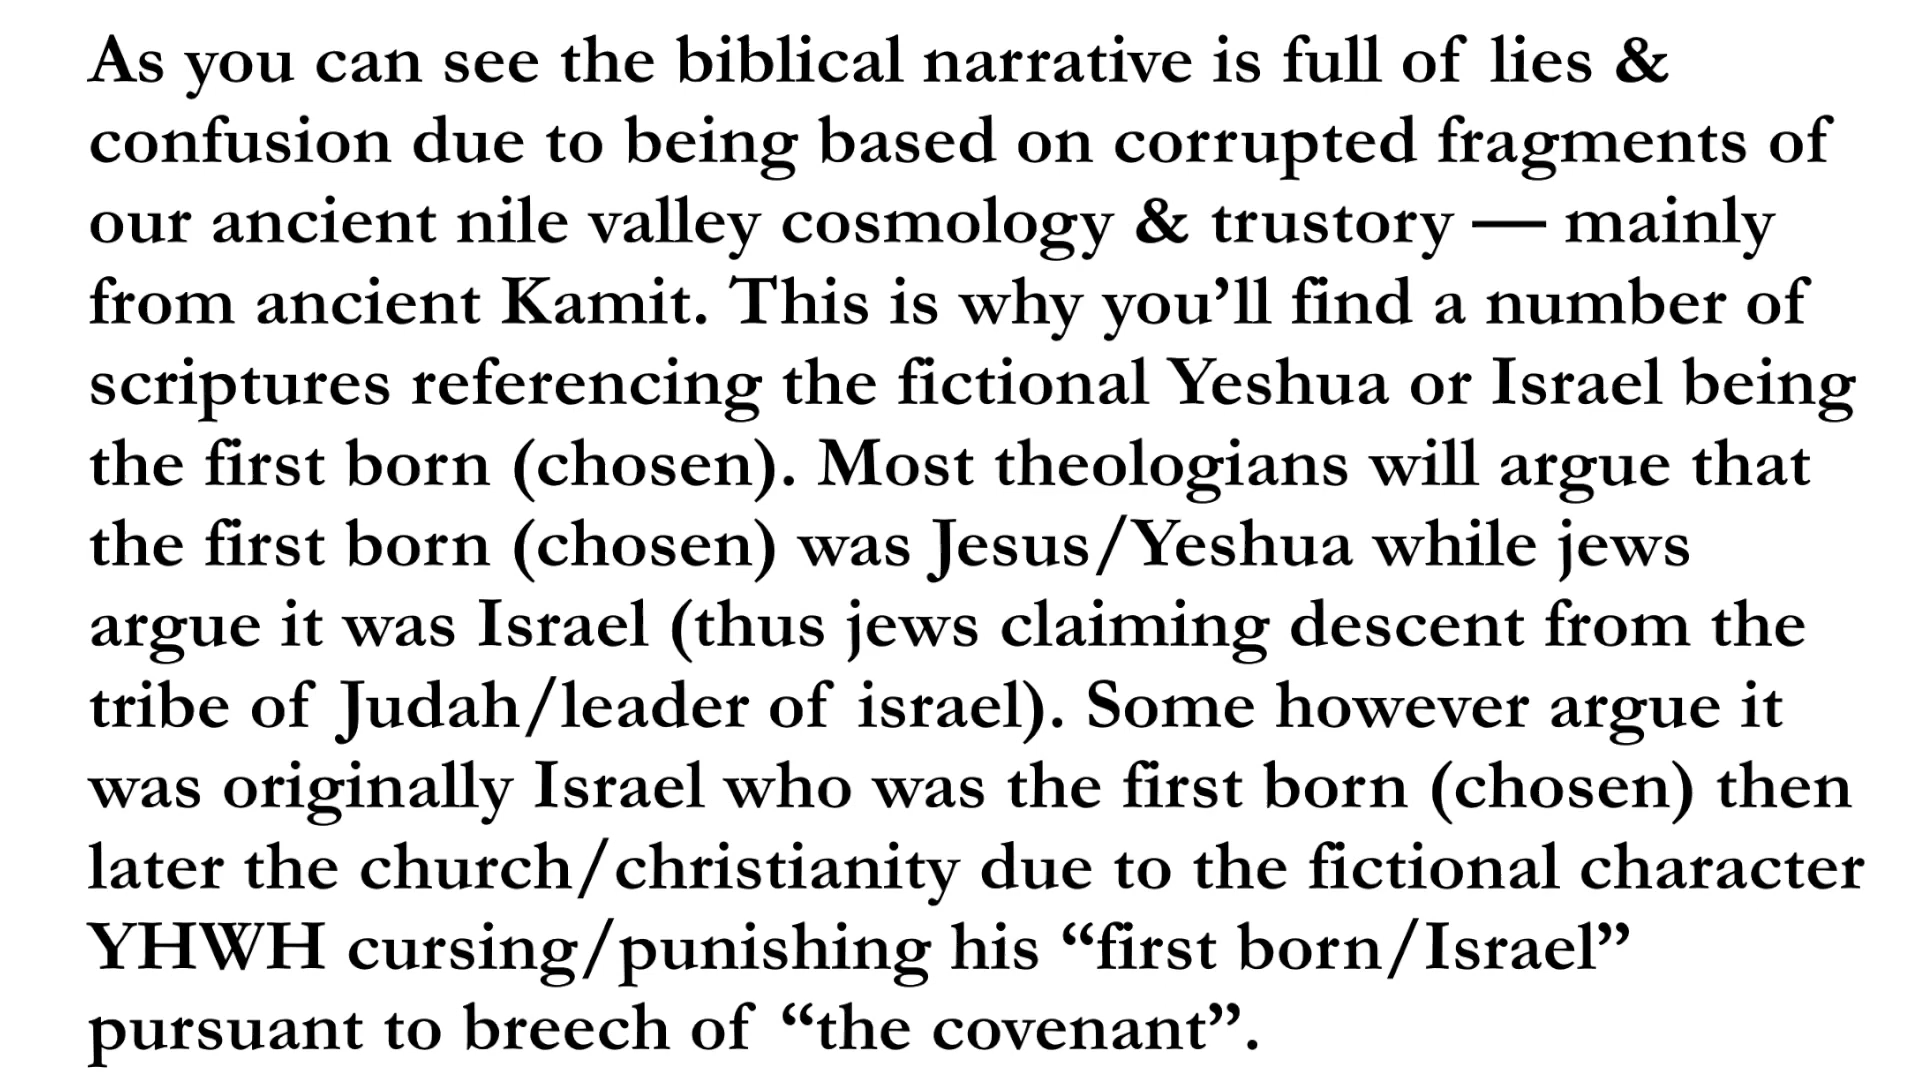 As you can see the biblical narrative is full of lies &
confusion due to being based on corrupted fragments of
our ancient nile valley cosmology & trustory — mainly
from ancient Kamit. This is why you’ll find a number of
scriptures referencing the fictional Yeshua or Israel being
the first born (chosen). Most theologians will argue that
the first born (chosen) was Jesus/Yeshua while jews
argue it was Israel (thus jews claiming descent from the
tribe of Judah/leader of israel). Some however argue it
was originally Israel who was the first born (chosen) then
later the church/christianity due to the fictional character
YHWH cursing/punishing his “first born/Israel”
pursuant to breech of “the covenant”.